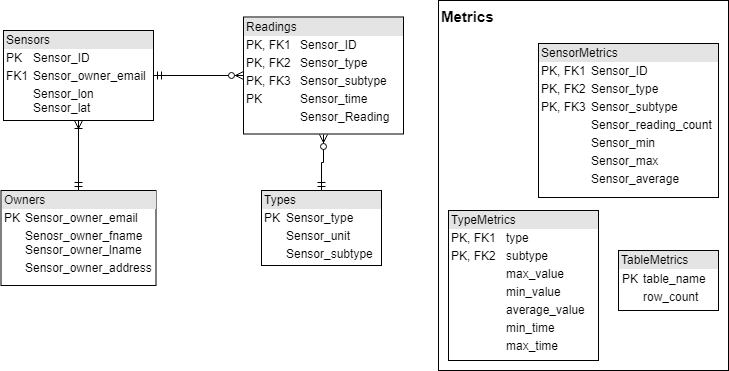 Sensors
PK Sensor_ID
FK1 Sensor_owner_email
Sensor_lon
Sensor_lat
Readings
PK, FK1 Sensor_ID
PK, FK2 Sensor_type
PK, FK3 Sensor_subtype
PK Sensor_time
Sensor_Reading
Owners
PK Sensor_owner_email
Senosr_owner_fname
Sensor_owner_lname
Sensor_owner_address
Types
PK Sensor_type
Sensor_unit
Sensor_subtype
Metrics
SensorMetrics
PK, FK1 Sensor_ID
PK, FK2 Sensor_type
PK, FK3 Sensor_subtype
Sensor_reading_count
Sensor_min
Sensor_max
Sensor_average
TypeMetrics
PK, FK1 type
PK, FK2 subtype
max_value
min_value
average_value
min_time
max_time
TableMetrics
PK table_name
row_count